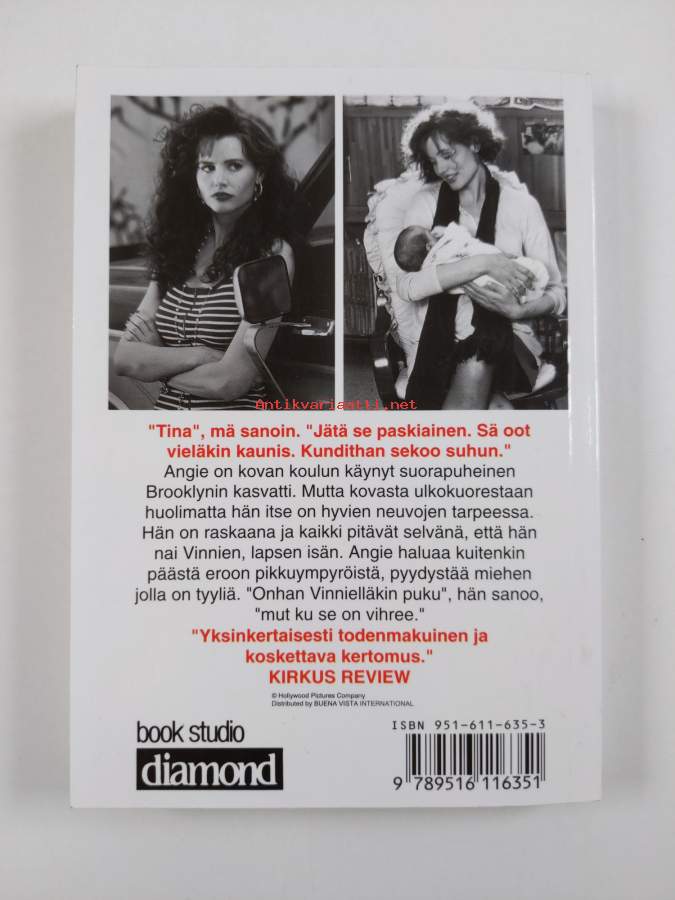 Antikvariaatti.net
"Tina", mä sanoin. "Jätä se paskiainen. Sä oot
vieläkin kaunis. Kundithan sekoo suhun."
Angie on kovan koulun käynyt suorapuheinen
Brooklynin kasvatti. Mutta kovasta ulkokuorestaan
huolimatta hän itse on hyvien neuvojen tarpeessa.
Hän on raskaana ja kaikki pitävät selvänä, että hän
nai Vinnien, lapsen isän. Angie haluaa kuitenkin
päästä eroon pikkuympyröistä, pyydystää miehen
jolla on tyyliä. "Onhan Vinnielläkin puku", hän sanoo,
"mut ku se on vihree."
"Yksinkertaisesti todenmakuinen ja
koskettava kertomus."
KIRKUS REVIEW
© Hollywood Pictures Company
Distributed by BUENA VISTA INTERNATIONAL
book studio
diamond
ISBN 951-611-635-3
9 789516 116351